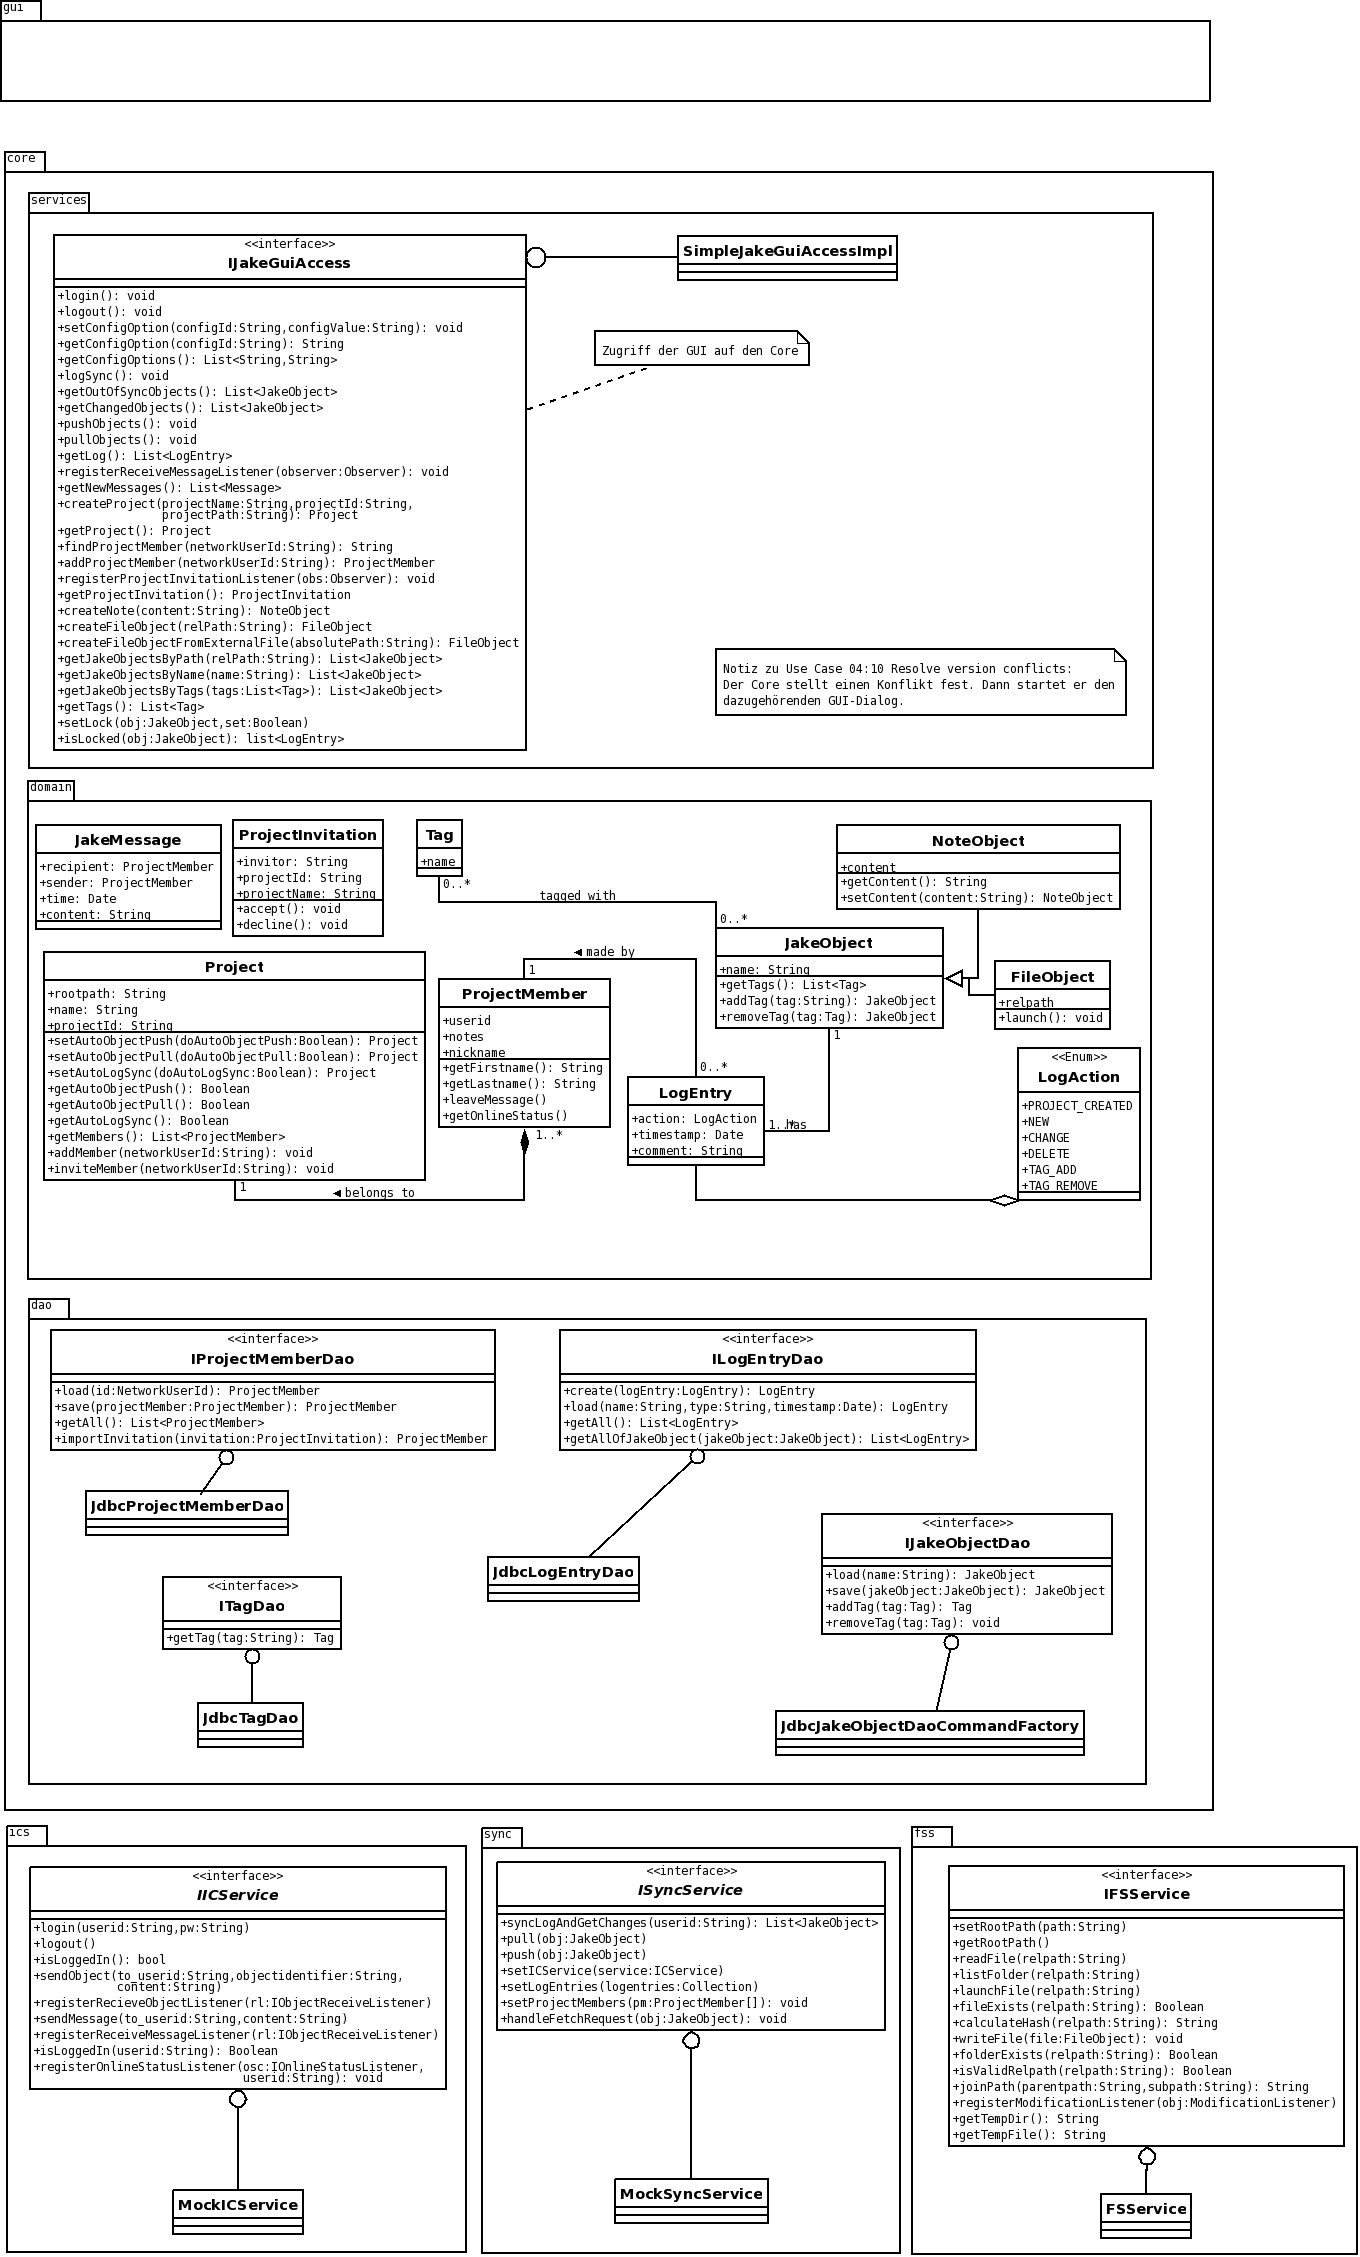 gui
core
services
<<interface>>
IJakeGuiAccess
+login(): void
+logout(): void
+setConfigOption(configId:String,configValue:String): void
+getConfigOption(configId:String): String
+getConfigOptions(): List<String,String>
+logSync(): void
+getOutOfSyncObjects(): List<JakeObject>
+getChangedObjects(): List<JakeObject>
+pushObjects(): void
+pullObjects(): void
+getLog(): List<LogEntry>
+registerReceiveMessageListener(observer:Observer): void
+getNewMessages(): List<Message>
+createProject(projectName:String,projectId:String,
projectPath:String): Project
+getProject(): Project
+findProjectMember(networkUserId:String): String
+addProjectMember(networkUserId:String): ProjectMember
+registerProjectInvitationListener(obs:Observer): void
+getProjectInvitation(): ProjectInvitation
+createNote(content:String): NoteObject
+createFileObject(relPath:String): FileObject
+createFileObjectFromExternalFile(absolutePath:String): FileObject
+getJakeObjectsByPath(relPath:String): List<JakeObject>
+getJakeObjectsByName(name:String): List<JakeObject>
+getJakeObjectsByTags(tags:List<Tag>): List<JakeObject>
+getTags(): List<Tag>
+setLock(obj:JakeObject,set:Boolean)
+isLocked(obj:JakeObject): list<LogEntry>
SimpleJakeGuiAccessImpl
Zugriff der GUI auf den Core
Notiz zu Use Case 04:10 Resolve version conflicts:
Der Core stellt einen Konflikt fest. Dann startet er den
dazugehörenden GUI-Dialog.
domain
JakeMessage
+recipient: ProjectMember
+sender: ProjectMember
+time: Date
+content: String
ProjectInvitation
+invitor: String
+projectId: String
+projectName: String
+accept(): void
+decline(): void
Tag
+name
0..*
tagged with
0..*
NoteObject
+content
+getContent(): String
+setContent(content:String): NoteObject
JakeObject
+name: String
+getTags(): List<Tag>
+addTag(tag:String): JakeObject
+removeTag(tag:Tag): JakeObject
1
FileObject
+relpath
+launch(): void
Project
+rootpath: String
+name: String
+projectId: String
+setAutoObjectPush(doAutoObjectPush:Boolean): Project
+setAutoObjectPull(doAutoObjectPull:Boolean): Project
+setAutoLogSync(doAutoLogSync:Boolean): Project
+getAutoObjectPush(): Boolean
+getAutoObjectPull(): Boolean
+getAutoLogSync(): Boolean
+getMembers(): List<ProjectMember>
+addMember(networkUserId:String): void
+inviteMember(networkUserId:String): void
1
belongs to
made by
1
ProjectMember
+userid
+notes
+nickname
+getFirstname(): String
+getLastname(): String
+leaveMessage()
+getOnlineStatus()
1..*
0..*
LogEntry
+action: LogAction
+timestamp: Date
+comment: String
1..*
has
<<Enum>>
LogAction
+PROJECT_CREATED
+NEW
+CHANGE
+DELETE
+TAG_ADD
+TAG_REMOVE
dao
<<interface>>
IProjectMemberDao
+load(id:NetworkUserId): ProjectMember
+save(projectMember:ProjectMember): ProjectMember
+getAll(): List<ProjectMember>
+importInvitation(invitation:ProjectInvitation): ProjectMember
JdbcProjectMemberDao
<<interface>>
ILogEntryDao
+create(logEntry:LogEntry): LogEntry
+load(name:String,type:String,timestamp:Date): LogEntry
+getAll(): List<LogEntry>
+getAllOfJakeObject(jakeObject:JakeObject): List<LogEntry>
JdbcLogEntryDao
<<interface>>
ITagDao
+getTag(tag:String): Tag
JdbcTagDao
<<interface>>
IJakeObjectDao
+load(name:String): JakeObject
+save(jakeObject:JakeObject): JakeObject
+addTag(tag:Tag): Tag
+removeTag(tag:Tag): void
JdbcJakeObjectDaoCommandFactory
ics
<<interface>>
IICService
+login(userid:String,pw:String)
+logout()
+isLoggedIn(): bool
+sendObject(to_userid:String,objectidentifier:String,
content:String)
+registerRecieveObjectListener(rl:IObjectReceiveListener)
+sendMessage(to_userid:String,content:String)
+registerReceiveMessageListener(rl:IObjectReceiveListener)
+isLoggedIn(userid:String): Boolean
+registerOnlineStatusListener(osc:IOnlineStatusListener,
userid:String): void
MockICService
sync
<<interface>>
ISyncService
+syncLogAndGetChanges(userid:String): List<JakeObject>
+pull(obj:JakeObject)
+push(obj:JakeObject)
+setICService(service:ICService)
+setLogEntries(logentries:Collection)
+setProjectMembers(pm:ProjectMember[]): void
+handleFetchRequest(obj:JakeObject): void
MockSyncService
fss
<<interface>>
IFSService
+setRootPath(path:String)
+getRootPath()
+readFile(relpath:String)
+listFolder(relpath:String)
+launchFile(relpath:String)
+fileExists(relpath:String): Boolean
+calculateHash(relpath:String): String
+writeFile(file:FileObject): void
+folderExists(relpath:String): Boolean
+isValidRelpath(relpath:String): Boolean
+joinPath(parentpath:String,subpath:String): String
+registerModificationListener(obj:ModificationListener)
+getTempDir(): String
+getTempFile(): String
FSService